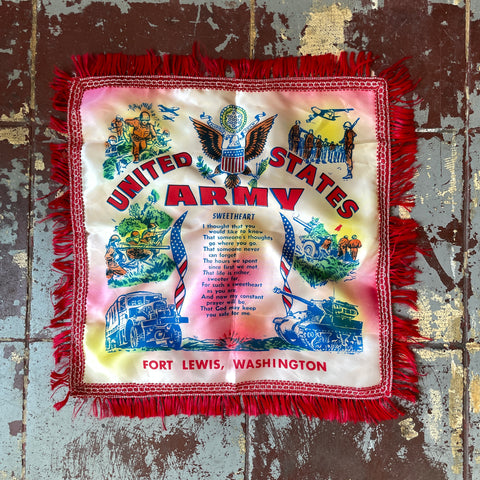 UNITED STATES
ARMY
SWEETHEART
I thought that you
would like to know
That someone's thoughts
go where you go.
That someone never
can forget
The hours we spent
since first we met.
That life is richer,
sweeter far
For such a sweetheart
as you are
And now my constant
prayer will be,
That God may keep
you safe for me.
FORT LEWIS, WASHINGTON